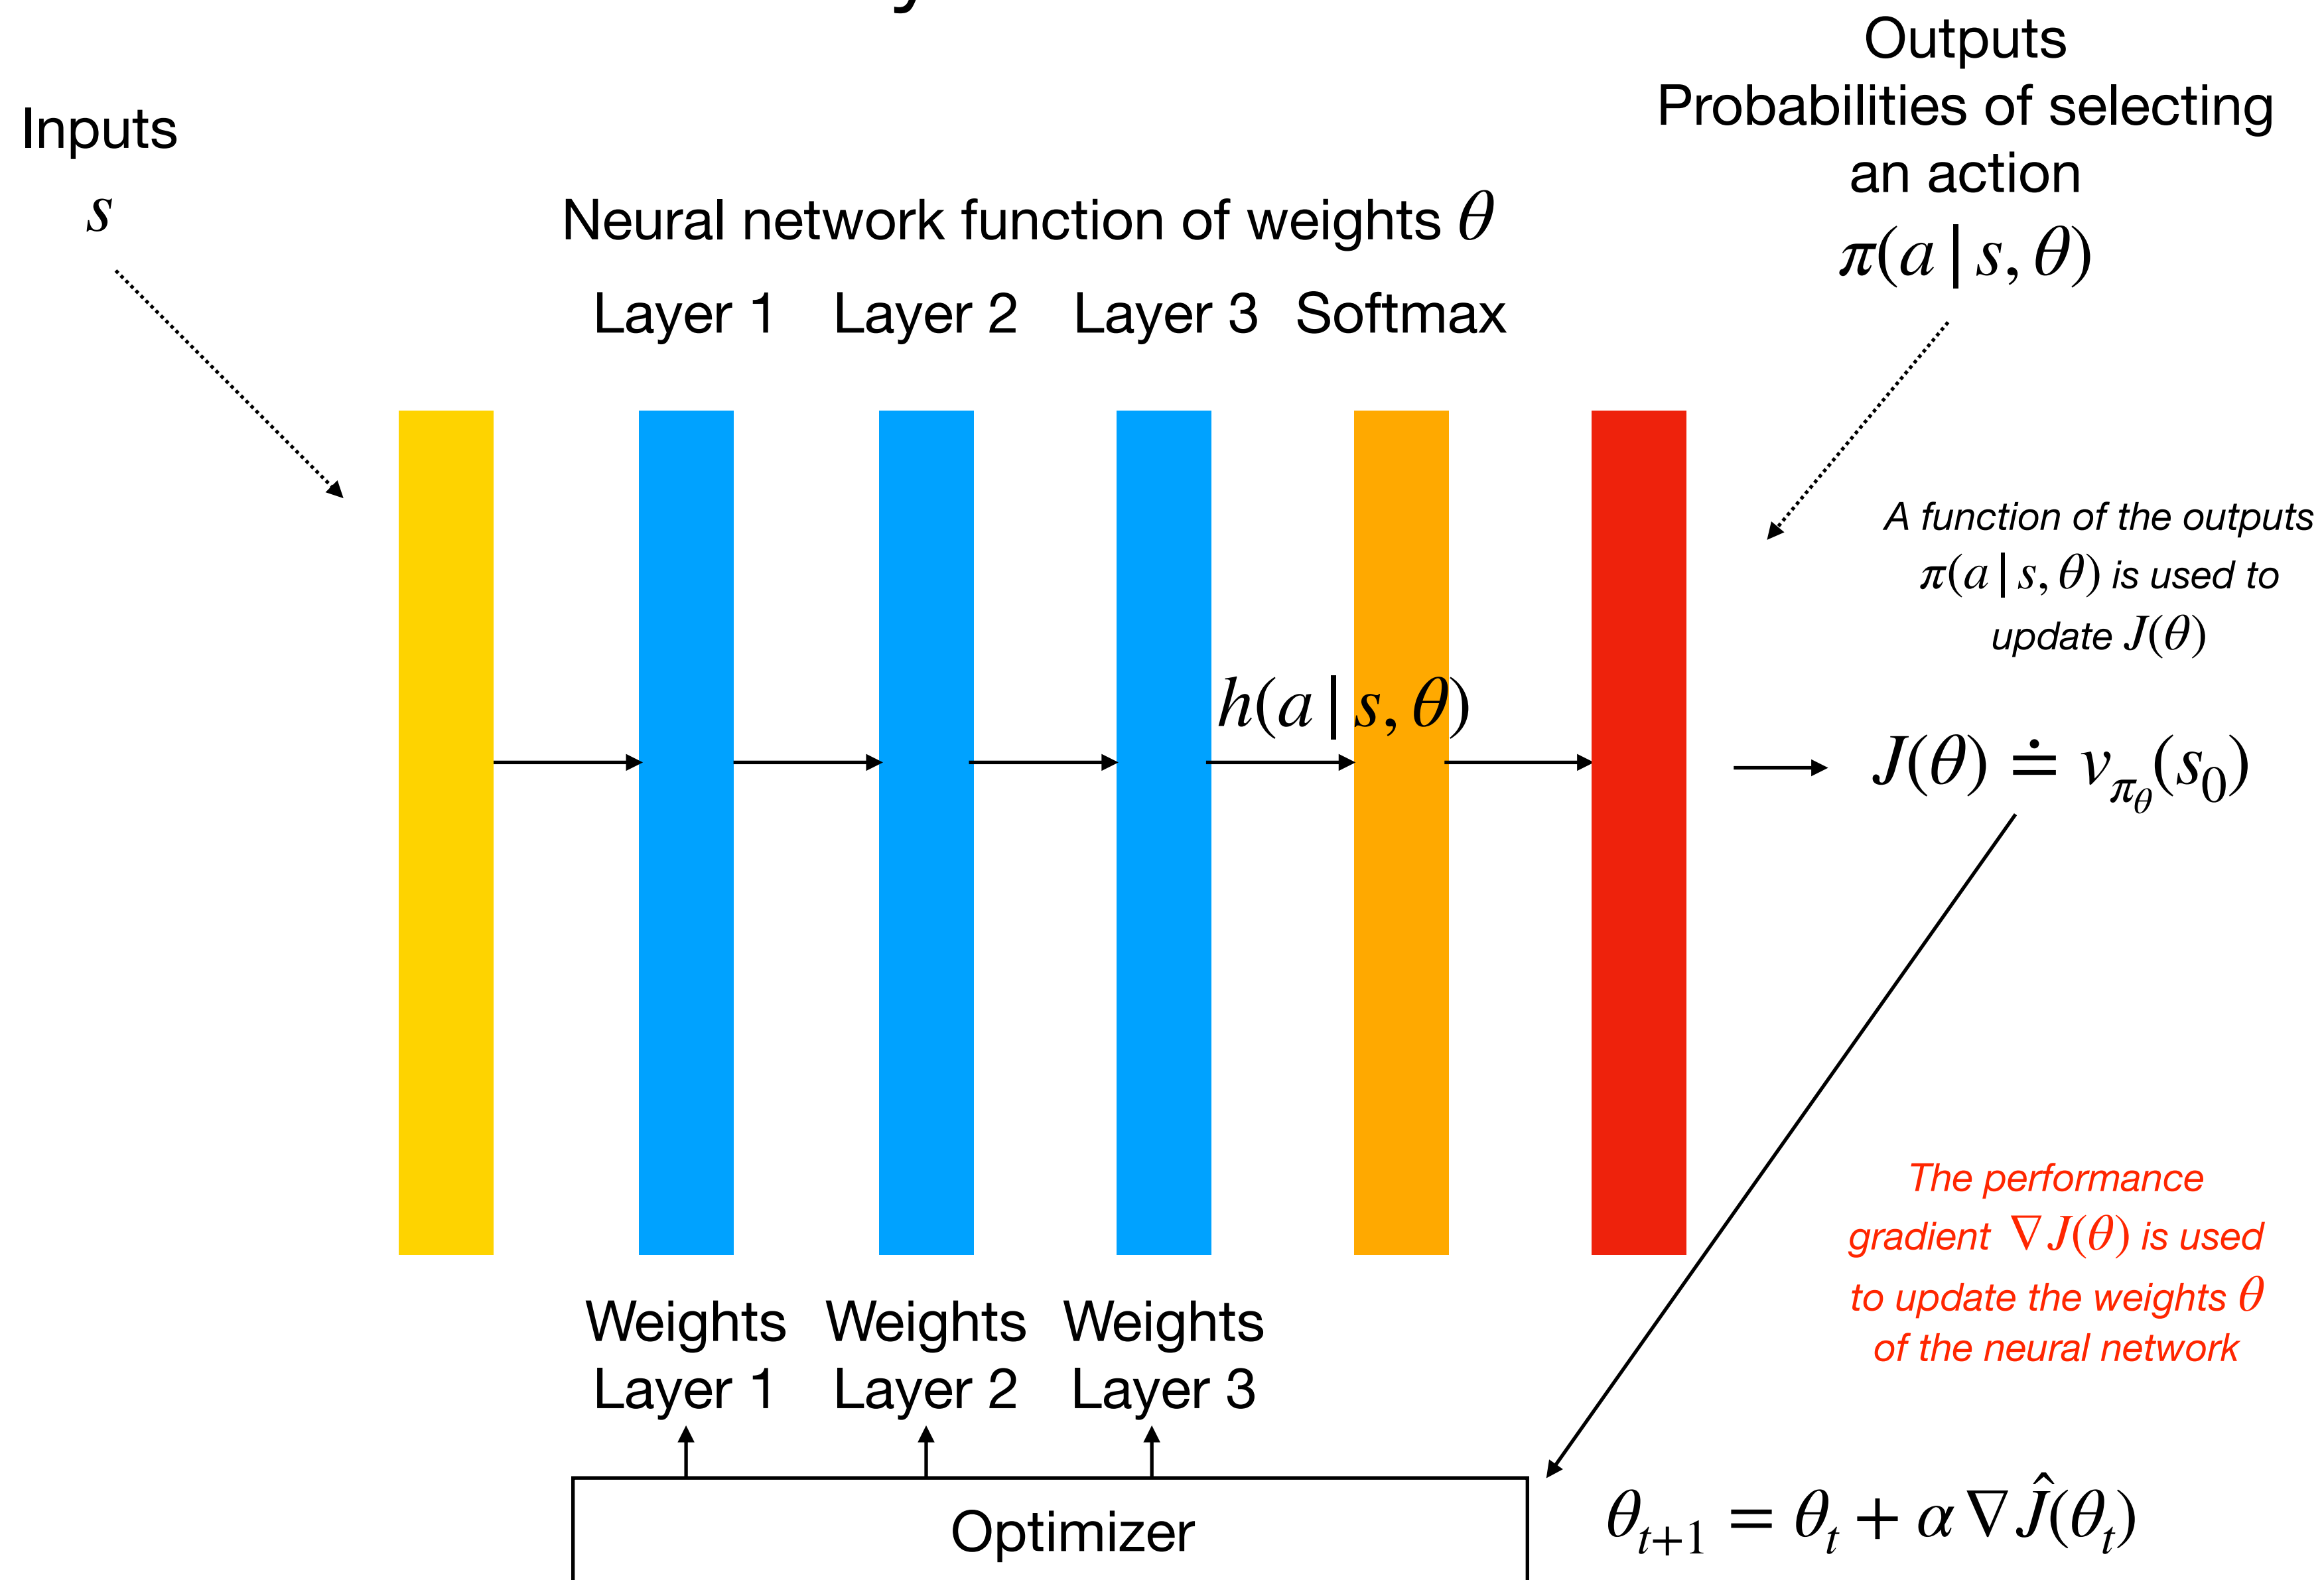 Inputs
s
Neural network function of weights θ
Layer 1 Layer 2 Layer 3 Softmax
Outputs
Probabilities of selecting
an action
π(a | s, θ)
A function of the outputs
π(a | s, θ) is used to
update J(θ)
h(a | s, θ)
J(θ) ≐ v_{π_θ}(s_0)
The performance
gradient ∇J(θ) is used
to update the weights θ
of the neural network
Weights Weights Weights
Layer 1 Layer 2 Layer 3
Optimizer
θ_{t+1} = θ_t + α∇Ĵ(θ_t)